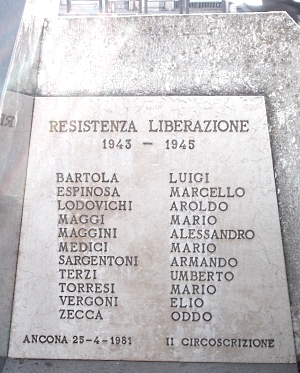 RESISTENZA LIBERAZIONE
1943 - 1945
BARTOLA LUIGI
ESPINOSA MARCELLO
LODOVICHI AROLDO
MAGGI MARIO
MAGGINI ALESSANDRO
MEDICI MARIO
SARGENTONI ARMANDO
TERZI UMBERTO
TORRESI MARIO
VERGONI ELIO
ZECCA ODDO
ANCONA 25-4-1981 II CIRCOSCRIZIONE